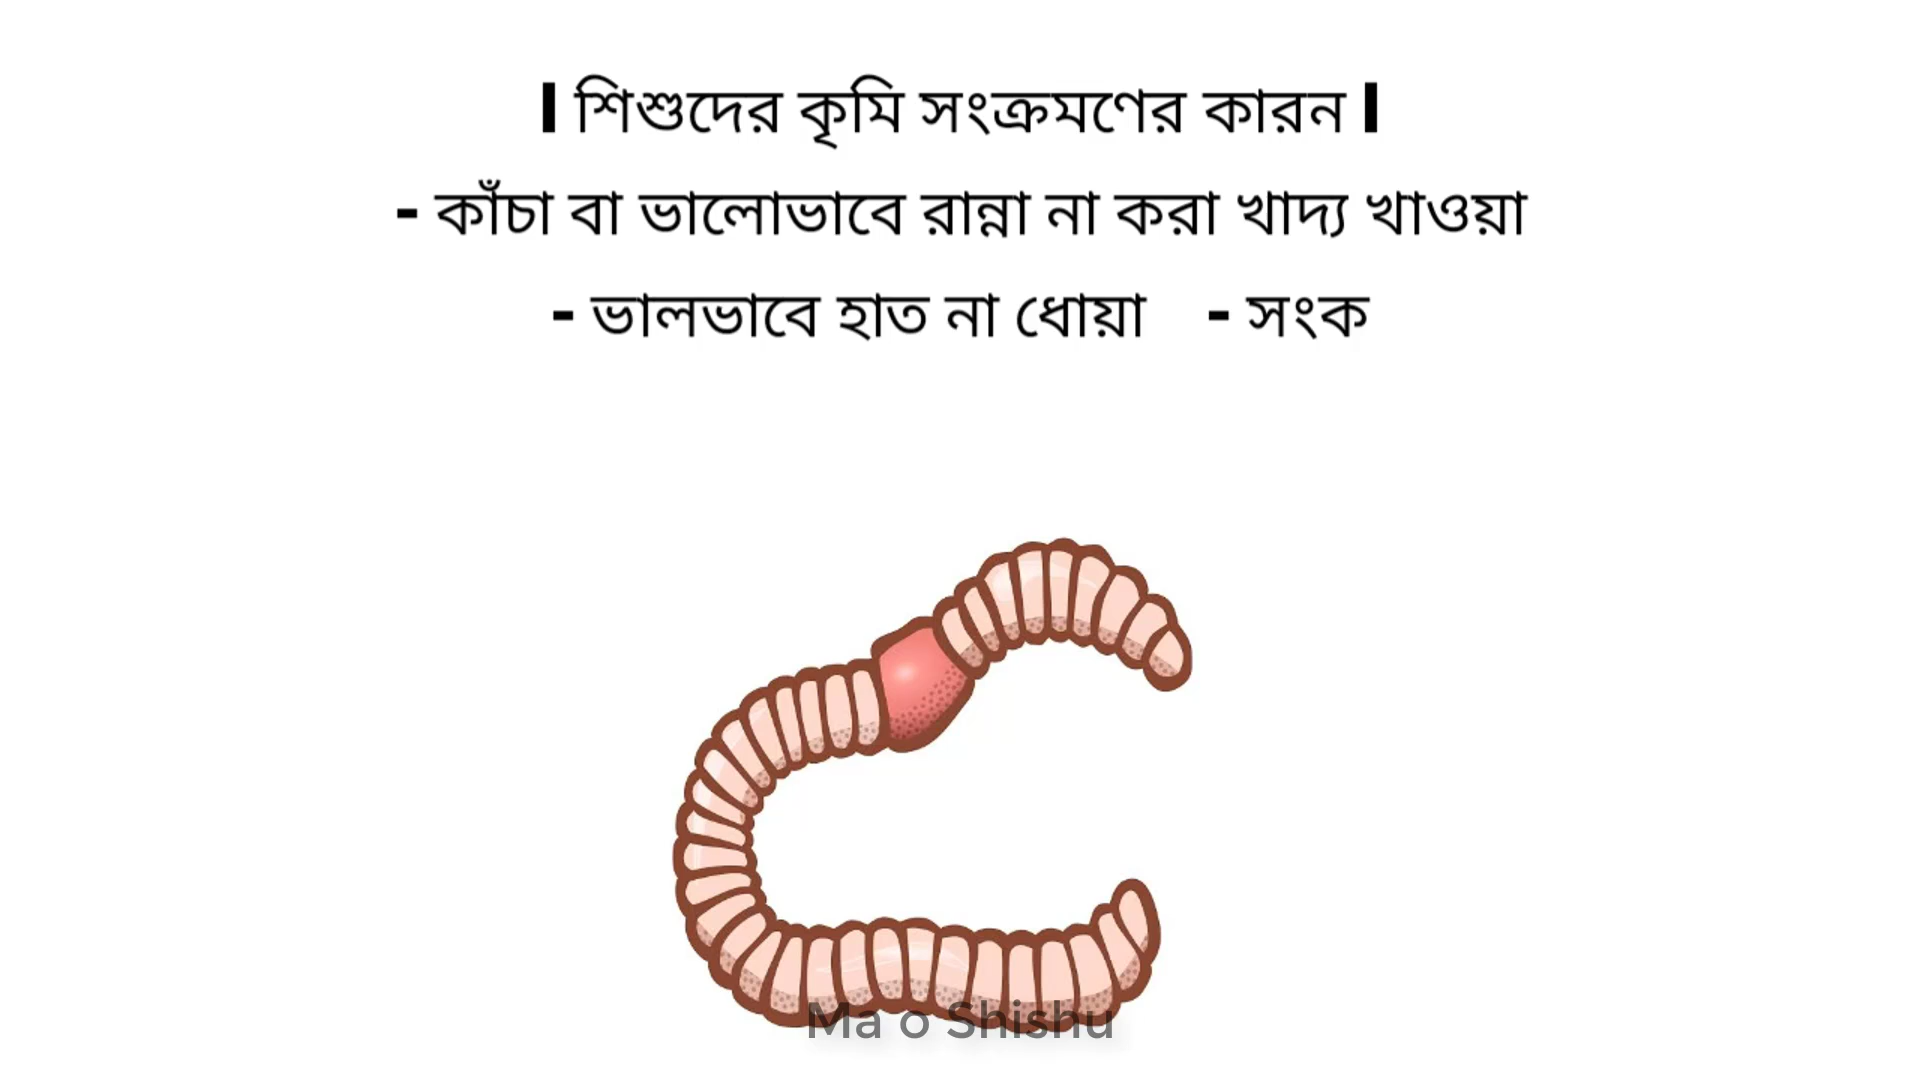 । শিশুদের কৃমি সংক্রমণের কারন ।
- কাঁচা বা ভালোভাবে রান্না না করা খাদ্য খাওয়া
- ভালভাবে হাত না ধোয়া - সংক
Ma o Shishu